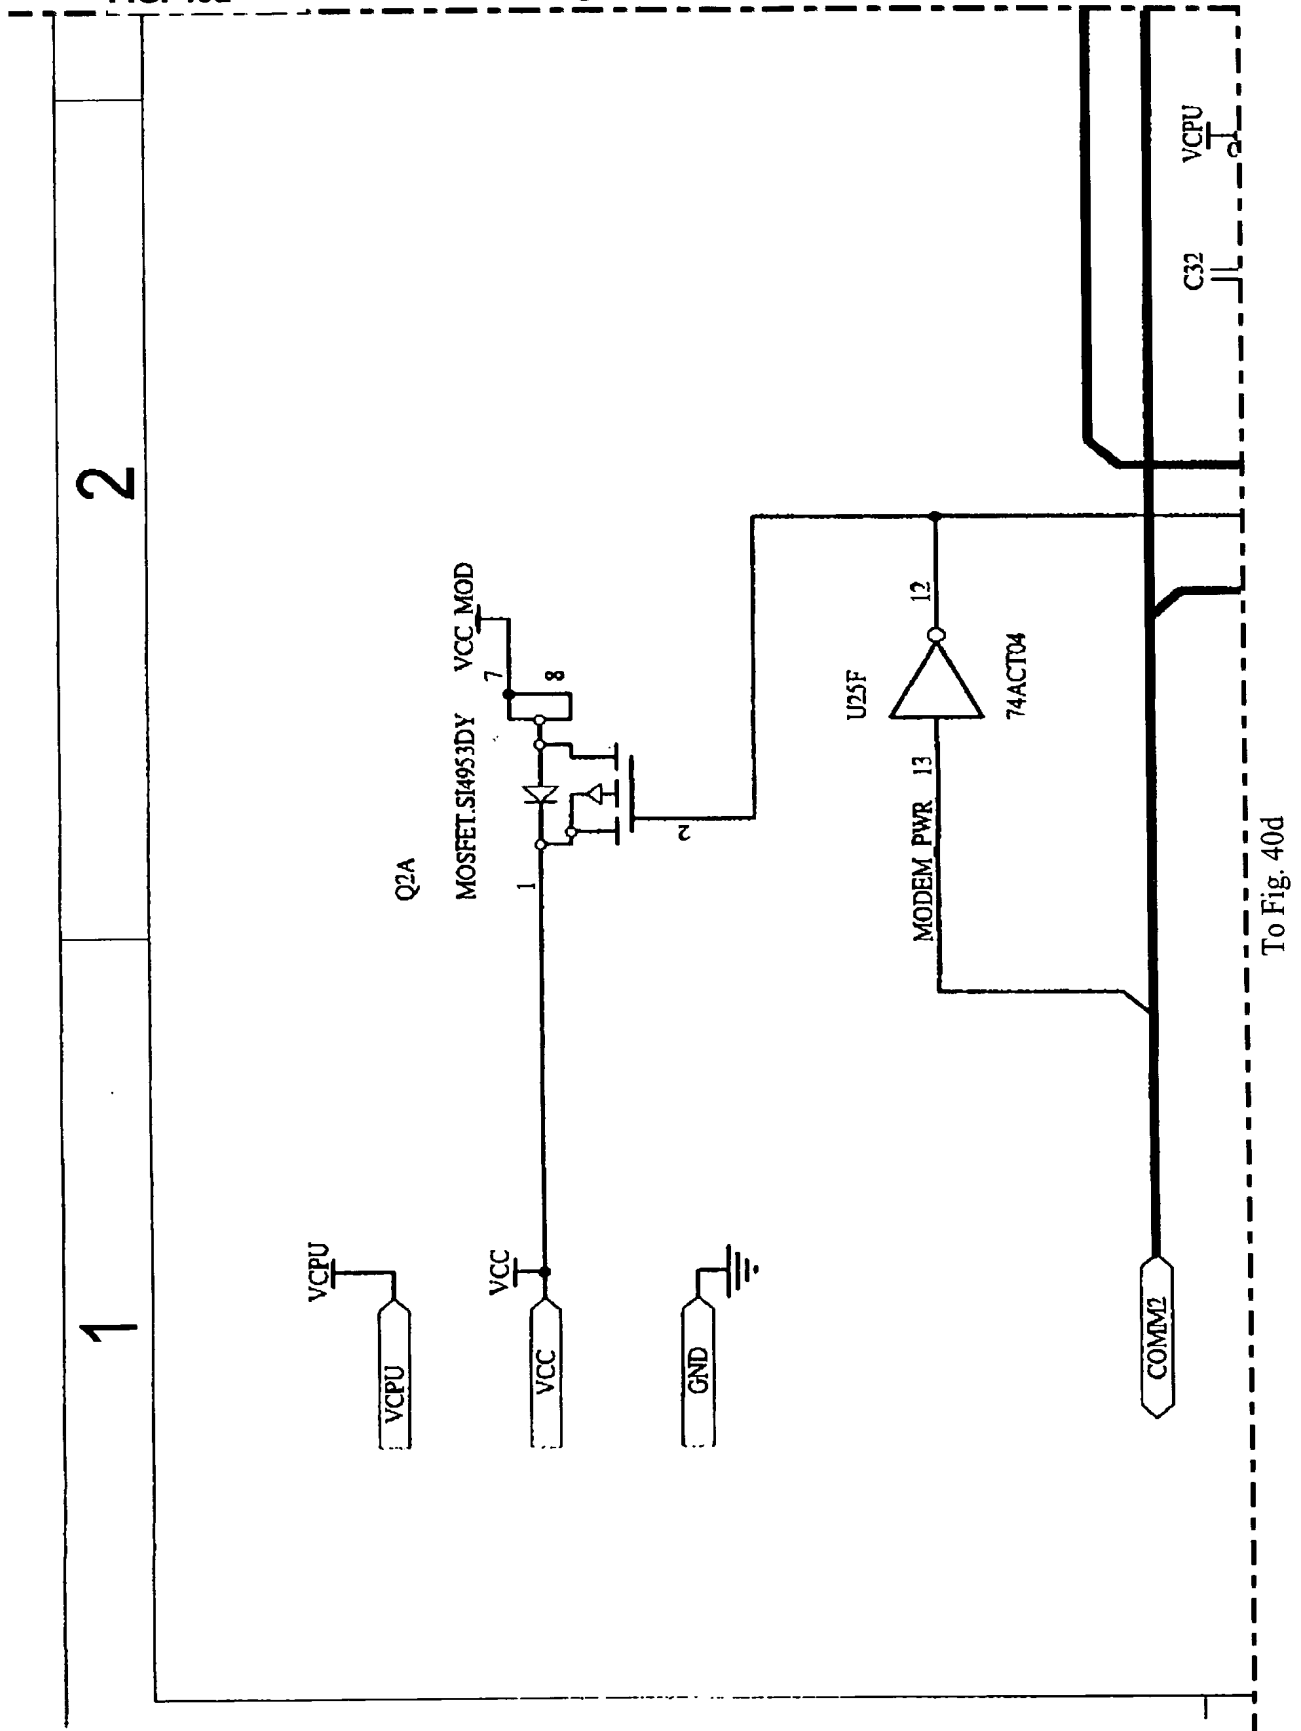 2
1
VCPU
C32
VCC_MOD
7
8
MOSFET.SI4953DY
Q2A
1
2
U25F
12
13
74ACT04
MODEM_PWR
VCPU
VCPU
VCC
VCC
GND
COMM2
To Fig. 40d